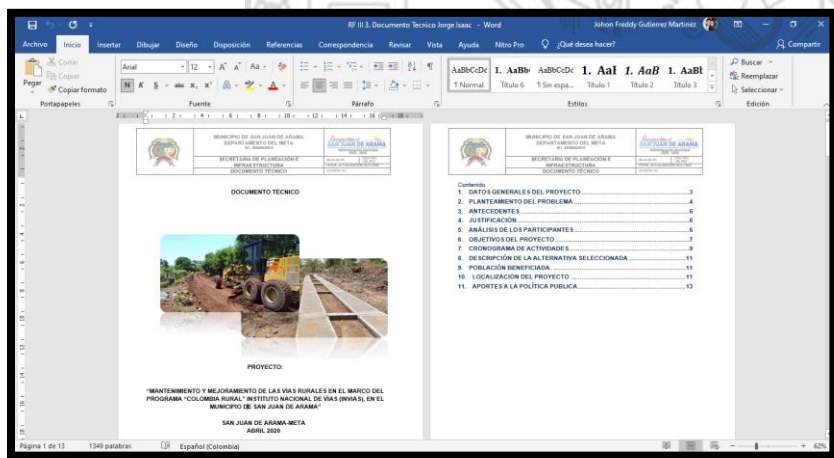 RF III 3. Documento Tecnico Jorge Isaac - Word
Johon Freddy Gutierrez Martinez
Archivo Inicio Insertar Dibujar Diseño Disposición Referencias Correspondencia Revisar Vista Ayuda Nitro Pro ¿Qué desea hacer? Compartir
Pegar
Cortar
Copiar
Copiar formato
Portapapeles
Arial 12
N K S abc x, x²
Fuente
Párrafo
AaBbCcDc 1. AaBb AaBbCcDc 1. AaI 1. AaB 1. AaBl
¶ Normal Título 6 ¶ Sin espa... Título 1 Título 2 Título 3
Estilos
Buscar
Reemplazar
Seleccionar
Edición
MUNICIPIO DE SAN JUAN DE ARAMA
DEPARTAMENTO DEL META
SECRETARIA DE PLANEACIÓN E
INFRAESTRUCTURA
DOCUMENTO TÉCNICO
SAN JUAN DE ARAMA
DOCUMENTO TÉCNICO
PROYECTO:
"MANTENIMIENTO Y MEJORAMIENTO DE LAS VÍAS RURALES EN EL MARCO DEL
PROGRAMA "COLOMBIA RURAL" INSTITUTO NACIONAL DE VÍAS (INVIAS), EN EL
MUNICIPIO DE SAN JUAN DE ARAMA"
SAN JUAN DE ARAMA-META
ABRIL 2020
MUNICIPIO DE SAN JUAN DE ARAMA
DEPARTAMENTO DEL META
SECRETARIA DE PLANEACIÓN E
INFRAESTRUCTURA
DOCUMENTO TÉCNICO
SAN JUAN DE ARAMA
Contenido
1. DATOS GENERALES DEL PROYECTO 3
2. PLANTEAMIENTO DEL PROBLEMA 4
3. ANTECEDENTES 6
4. JUSTIFICACIÓN 6
5. ANÁLISIS DE LOS PARTICIPANTES 6
6. OBJETIVOS DEL PROYECTO 7
7. CRONOGRAMA DE ACTIVIDADES 9
8. DESCRIPCIÓN DE LA ALTERNATIVA SELECCIONADA 11
9. POBLACIÓN BENEFICIADA. 11
10. LOCALIZACIÓN DEL PROYECTO 11
11. APORTES A LA POLÍTICA PUBLICA 13
Página 1 de 13 1349 palabras Español (Colombia) 62%